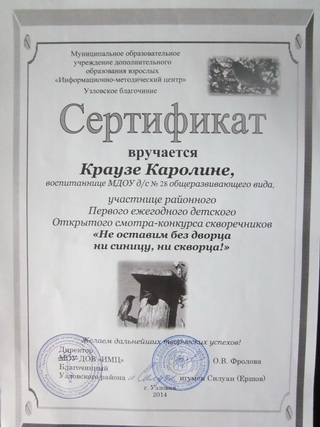 Муниципальное образовательное
учреждение дополнительного
образования взрослых
«Информационно-методический центр»
Узловское благочиние
Сертификат
вручается
Краузе Каролине,
воспитаннице МДОУ д/с № 28 общеразвивающего вида,
участнице районного
Первого ежегодного детского
Открытого смотра-конкурса скворечников
«Не оставим без дворца
ни синицу, ни скворца!»
Желаем дальнейших творческих успехов!
Директор
МОУ ДОВ «ИМЦ» О.В. Фролова
Благочинный
Узловского района игумен Силуан (Ершов)
г. Узловая
2014